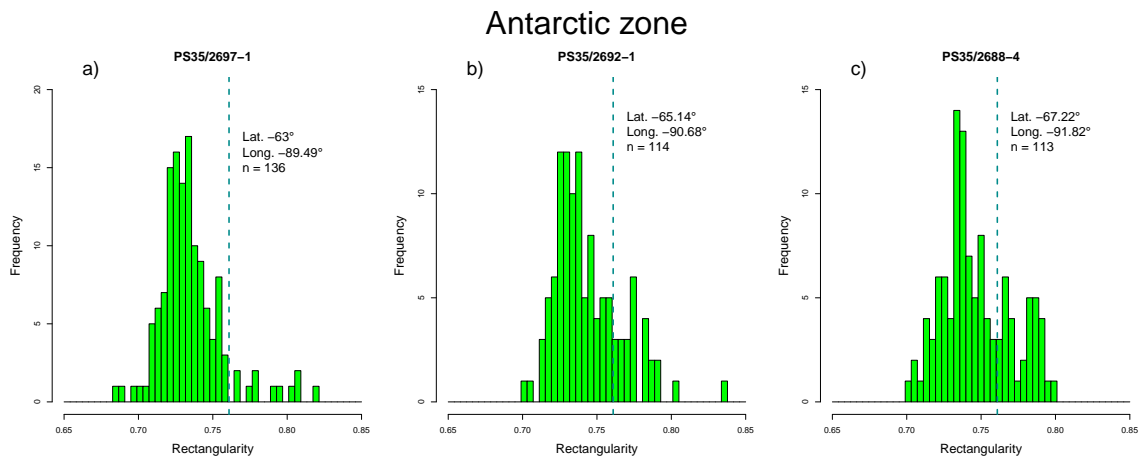 Antarctic zone
a)
PS35/2697−1
Lat. −63°
Long. −89.49°
n = 136
Frequency
0
5
10
15
20
0.65 0.70 0.75 0.80 0.85
Rectangularity
b)
PS35/2692−1
Lat. −65.14°
Long. −90.68°
n = 114
Frequency
0
5
10
15
0.65 0.70 0.75 0.80 0.85
Rectangularity
c)
PS35/2688−4
Lat. −67.22°
Long. −91.82°
n = 113
Frequency
0
5
10
15
0.65 0.70 0.75 0.80 0.85
Rectangularity